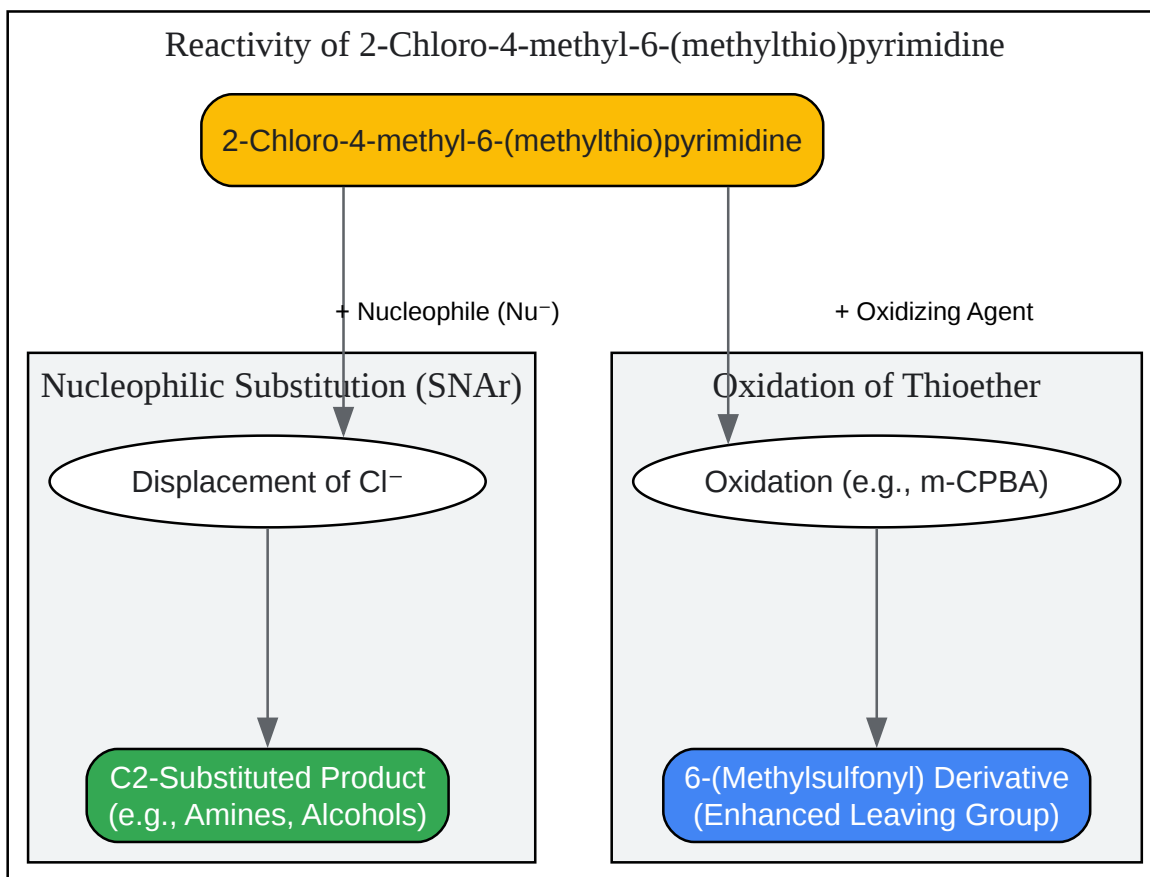 Reactivity of 2-Chloro-4-methyl-6-(methylthio)pyrimidine
2-Chloro-4-methyl-6-(methylthio)pyrimidine
+ Nucleophile (Nu⁻)
+ Oxidizing Agent
Nucleophilic Substitution (SNAr)
Oxidation of Thioether
Displacement of Cl⁻
Oxidation (e.g., m-CPBA)
C2-Substituted Product
(e.g., Amines, Alcohols)
6-(Methylsulfonyl) Derivative
(Enhanced Leaving Group)